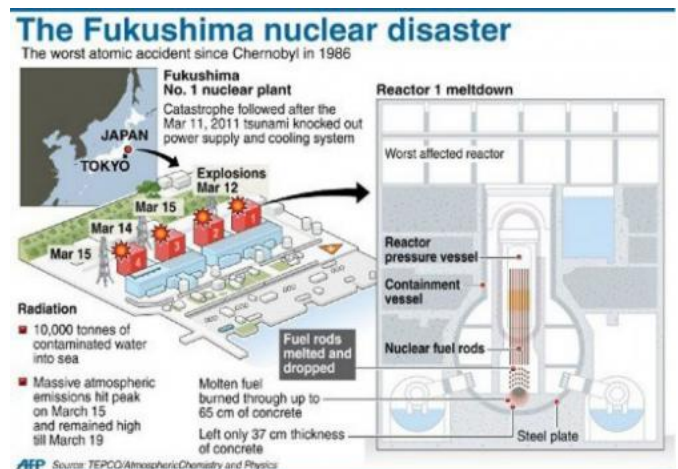 The Fukushima nuclear disaster
The worst atomic accident since Chernobyl in 1986
Fukushima
No. 1 nuclear plant
Catastrophe followed after the
Mar 11, 2011 tsunami knocked out
power supply and cooling system
JAPAN
TOKYO
Explosions
Mar 12
Mar 15
Mar 14
Mar 15
1
2
3
4
Radiation
10,000 tonnes of
contaminated water
into sea
Massive atmospheric
emissions hit peak
on March 15
and remained high
till March 19
Reactor 1 meltdown
Worst affected reactor
Reactor
pressure vessel
Containment
vessel
Nuclear fuel rods
Fuel rods
melted and
dropped
Molten fuel
burned through up to
65 cm of concrete
Left only 37 cm thickness
of concrete
Steel plate
AFP Source: TEPCO/AtmosphericChemistry and Physics